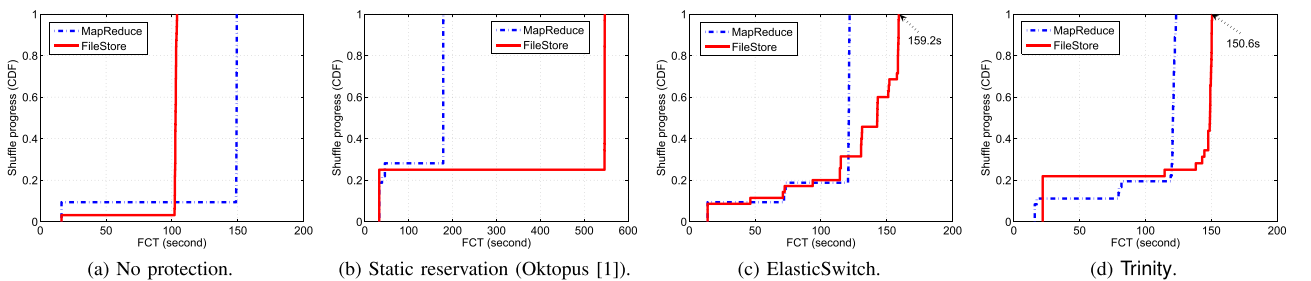 Shuffle progress (CDF)
1
0.8
0.6
0.4
0.2
0
MapReduce
FileStore
0 50 100 150 200
FCT (second)
(a) No protection.
Shuffle progress (CDF)
1
0.8
0.6
0.4
0.2
0
MapReduce
FileStore
0 100 200 300 400 500 600
FCT (second)
(b) Static reservation (Oktopus [1]).
Shuffle progress (CDF)
1
0.8
0.6
0.4
0.2
0
MapReduce
FileStore
159.2s
0 50 100 150 200
FCT (second)
(c) ElasticSwitch.
Shuffle progress (CDF)
1
0.8
0.6
0.4
0.2
0
MapReduce
FileStore
150.6s
0 50 100 150 200
FCT (second)
(d) Trinity.